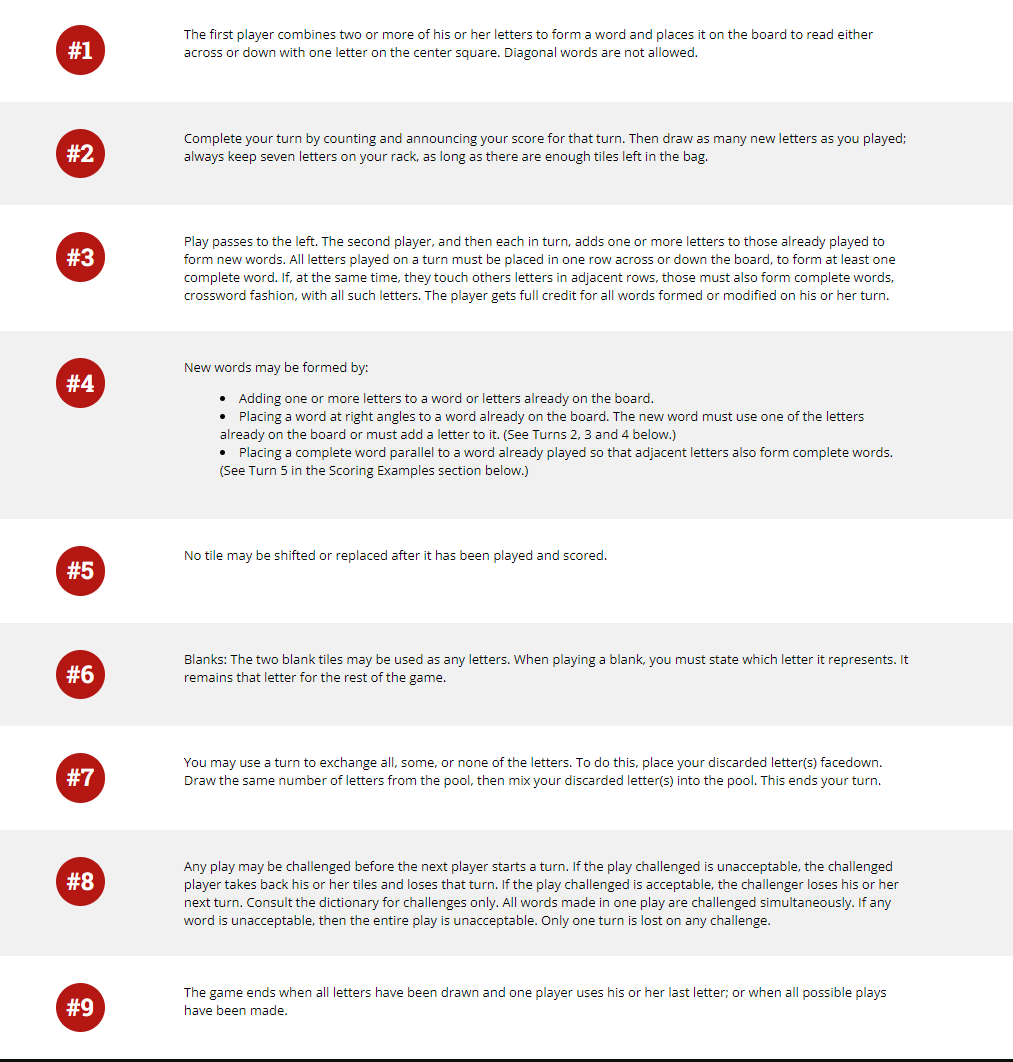 #1
The first player combines two or more of his or her letters to form a word and places it on the board to read either
across or down with one letter on the center square. Diagonal words are not allowed.
#2
Complete your turn by counting and announcing your score for that turn. Then draw as many new letters as you played;
always keep seven letters on your rack, as long as there are enough tiles left in the bag.
#3
Play passes to the left. The second player, and then each in turn, adds one or more letters to those already played to
form new words. All letters played on a turn must be placed in one row across or down the board, to form at least one
complete word. If, at the same time, they touch others letters in adjacent rows, those must also form complete words,
crossword fashion, with all such letters. The player gets full credit for all words formed or modified on his or her turn.
#4
New words may be formed by:
• Adding one or more letters to a word or letters already on the board.
• Placing a word at right angles to a word already on the board. The new word must use one of the letters
already on the board or must add a letter to it. (See Turns 2, 3 and 4 below.)
• Placing a complete word parallel to a word already played so that adjacent letters also form complete words.
(See Turn 5 in the Scoring Examples section below.)
#5
No tile may be shifted or replaced after it has been played and scored.
#6
Blanks: The two blank tiles may be used as any letters. When playing a blank, you must state which letter it represents. It
remains that letter for the rest of the game.
#7
You may use a turn to exchange all, some, or none of the letters. To do this, place your discarded letter(s) facedown.
Draw the same number of letters from the pool, then mix your discarded letter(s) into the pool. This ends your turn.
#8
Any play may be challenged before the next player starts a turn. If the play challenged is unacceptable, the challenged
player takes back his or her tiles and loses that turn. If the play challenged is acceptable, the challenger loses his or her
next turn. Consult the dictionary for challenges only. All words made in one play are challenged simultaneously. If any
word is unacceptable, then the entire play is unacceptable. Only one turn is lost on any challenge.
#9
The game ends when all letters have been drawn and one player uses his or her last letter; or when all possible plays
have been made.